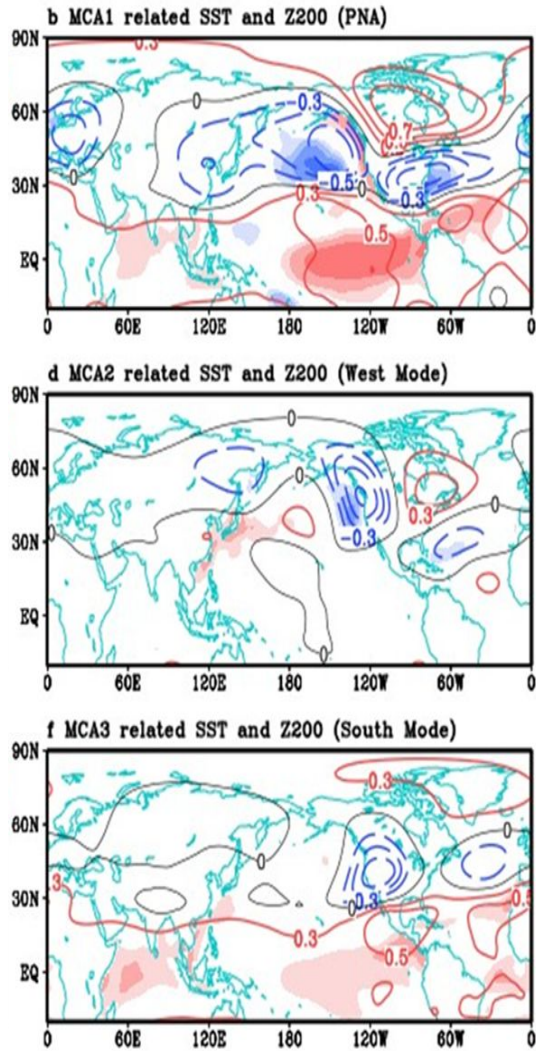 b MCA1 related SST and Z200 (PNA)
90N
0.3
60N
0
-0.3
0.7
30N
0
-0.5
0.3
0
-0.3
0.5
EQ
0 60E 120E 180 120W 60W 0
d MCA2 related SST and Z200 (West Mode)
90N
0
60N
0
0.3
0
30N
0
-0.3
EQ
0
0 60E 120E 180 120W 60W 0
f MCA3 related SST and Z200 (South Mode)
90N
0.3
60N
0
0
3
30N
0
-0.3
0.3
0.5
EQ
0 60E 120E 180 120W 60W 0